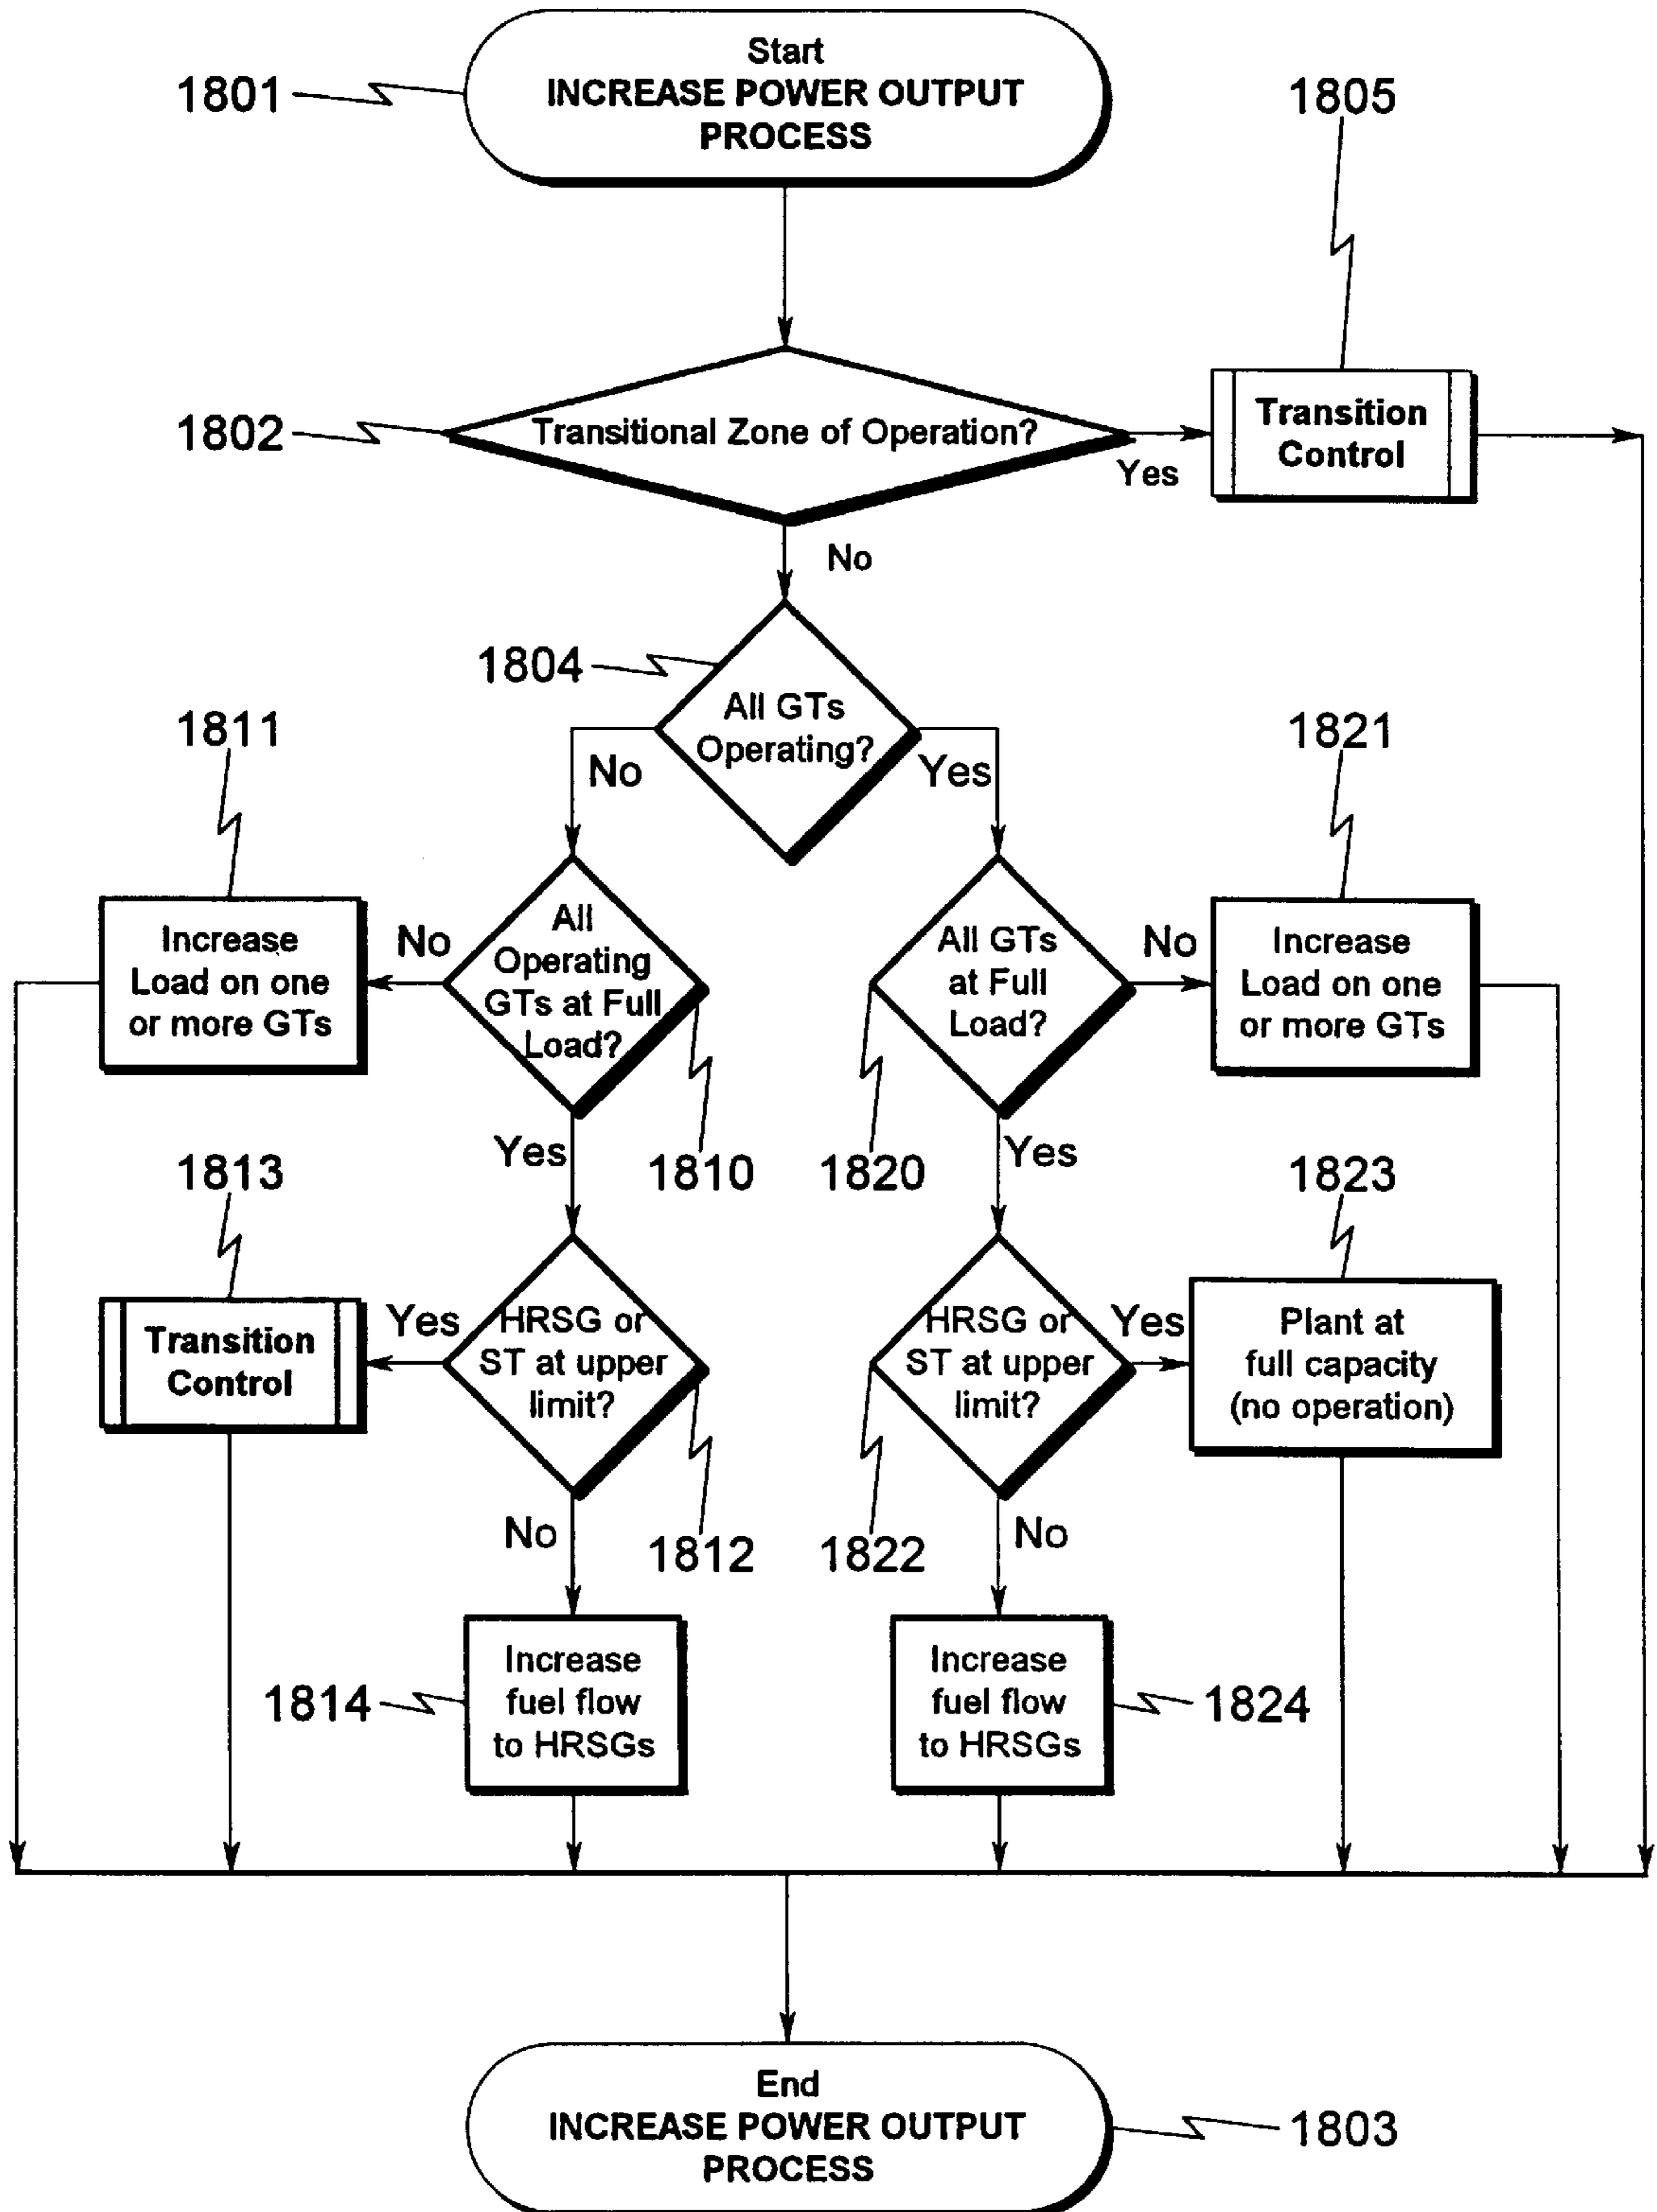 Start
INCREASE POWER OUTPUT
PROCESS
1801
1805
1802
Transitional Zone of Operation?
Yes
Transition
Control
No
1804
All GTs
Operating?
No
Yes
1811
1821
Increase
Load on one
or more GTs
No
All
Operating
GTs at Full
Load?
All GTs
at Full
Load?
No
Increase
Load on one
or more GTs
Yes
1810
1820
Yes
1813
1823
Transition
Control
Yes
HRSG or
ST at upper
limit?
HRSG or
ST at upper
limit?
Yes
Plant at
full capacity
(no operation)
No
1812
1822
No
1814
Increase
fuel flow
to HRSGs
Increase
fuel flow
to HRSGs
1824
End
INCREASE POWER OUTPUT
PROCESS
1803